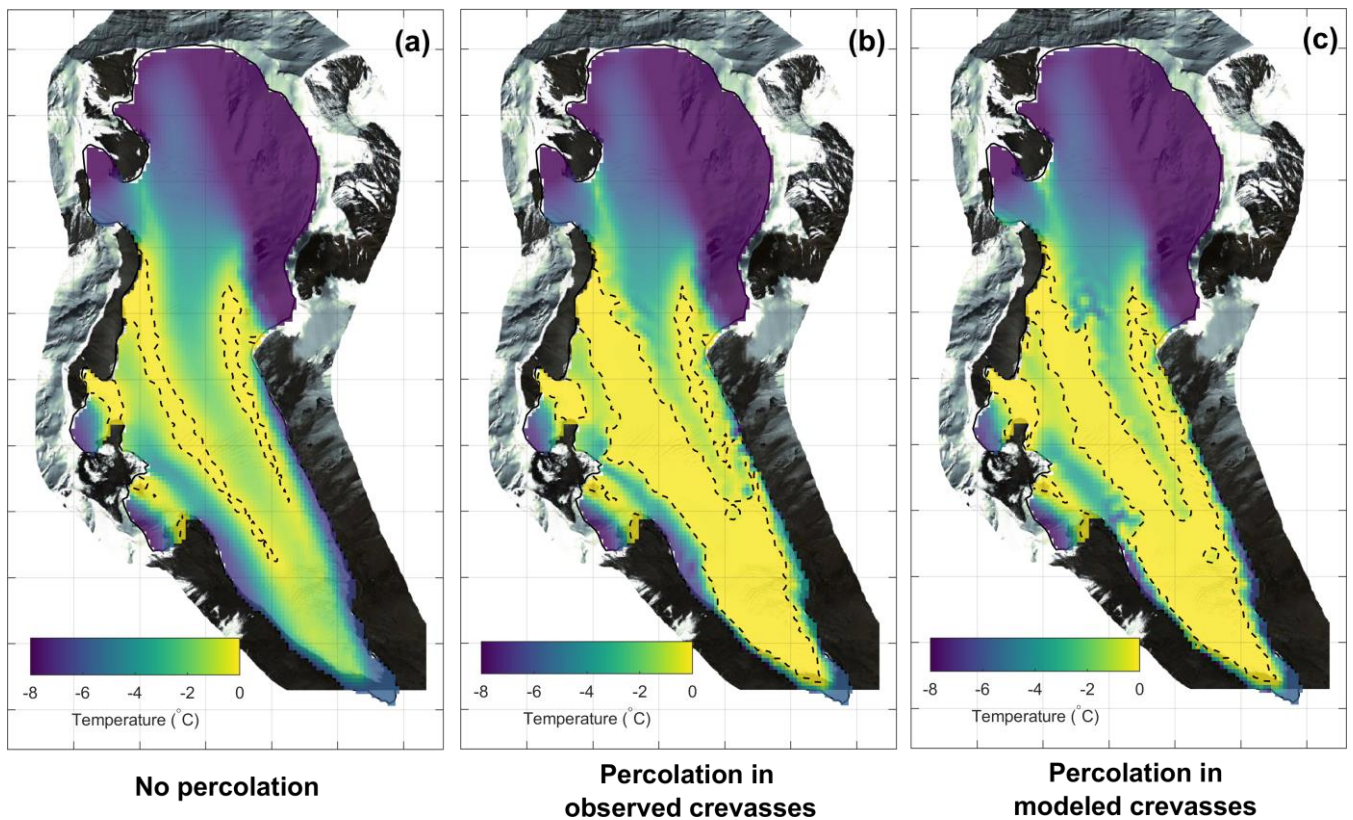 (a)
(b)
(c)
-8 -6 -4 -2 0
Temperature (°C)
-8 -6 -4 -2 0
Temperature (°C)
-8 -6 -4 -2 0
Temperature (°C)
No percolation
Percolation in
observed crevasses
Percolation in
modeled crevasses